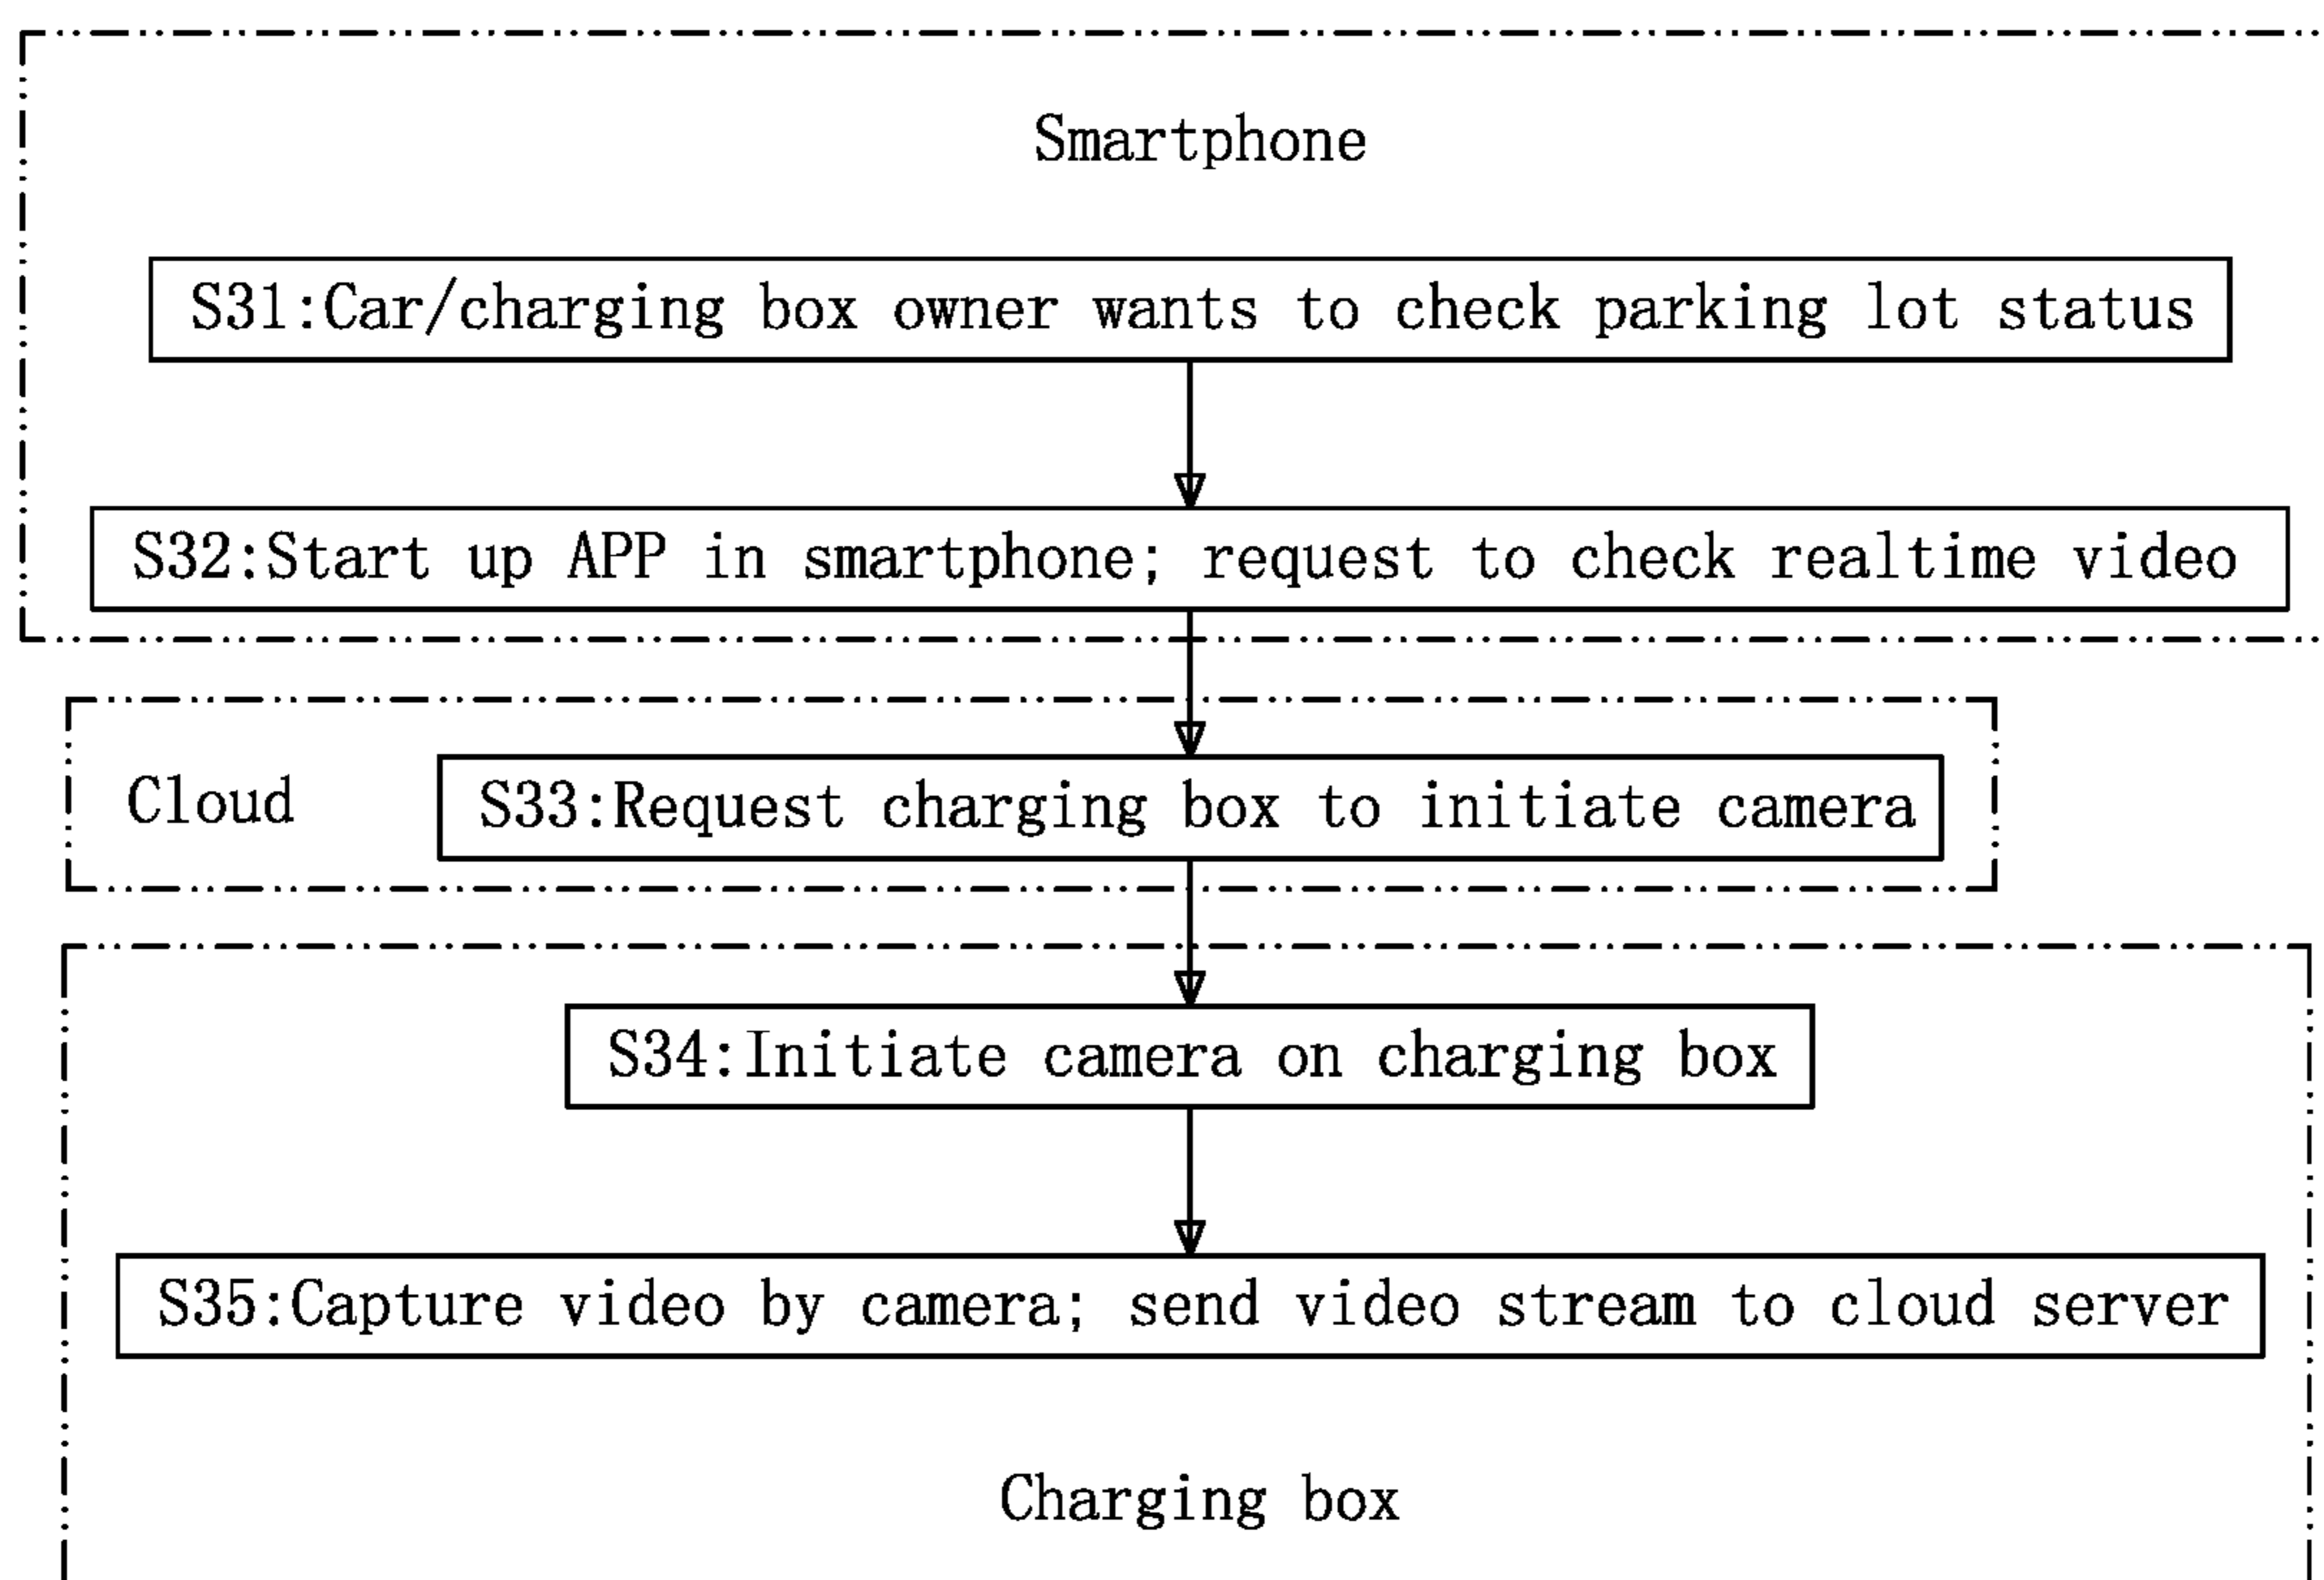 Smartphone
S31:Car/charging box owner wants to check parking lot status
S32:Start up APP in smartphone; request to check realtime video
Cloud
S33:Request charging box to initiate camera
S34:Initiate camera on charging box
S35:Capture video by camera; send video stream to cloud server
Charging box